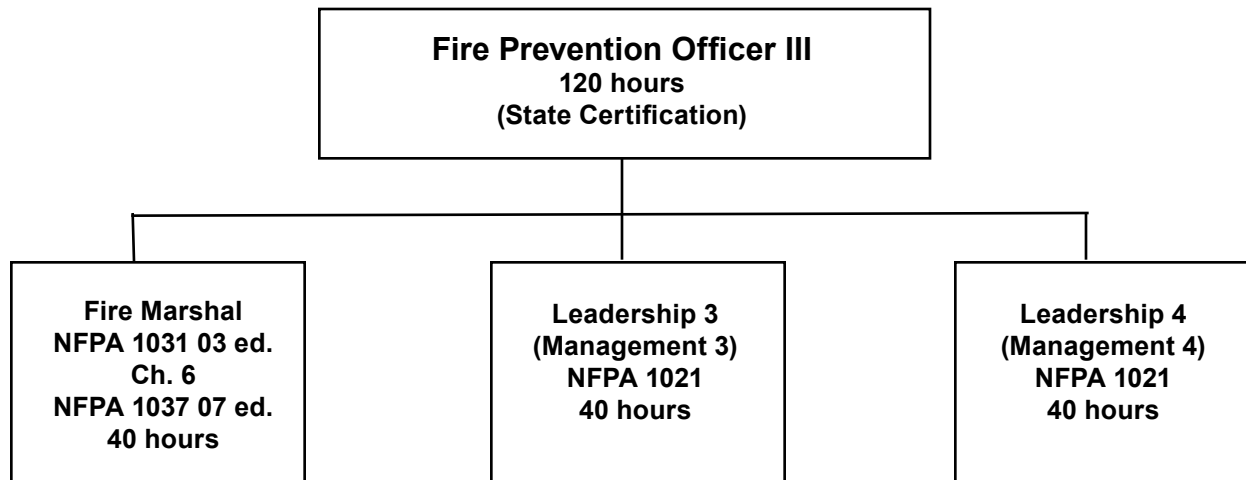 Fire Prevention Officer III
120 hours
(State Certification)
Fire Marshal
NFPA 1031 03 ed.
Ch. 6
NFPA 1037 07 ed.
40 hours
Leadership 3
(Management 3)
NFPA 1021
40 hours
Leadership 4
(Management 4)
NFPA 1021
40 hours